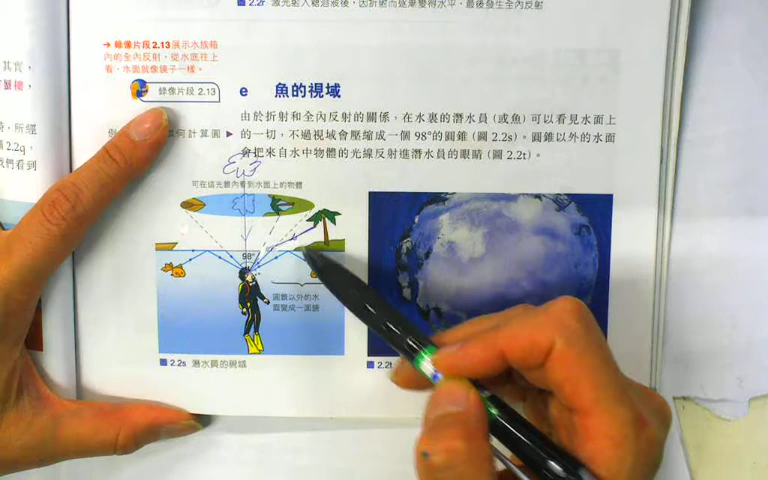 2.2r 激光射入糖溶液後，因折射而逐漸變得水平，最後發生全內反射
其實，
➔ 錄像片段 2.13 展示水族箱
內的全內反射，從水底往上
看，水面就像鏡子一樣。
錄像片段 2.13
e 魚的視域
由於折射和全內反射的關係，在水裏的潛水員 (或魚) 可以看見水面上
例 何計算圓 ▶ 的一切，不過視域會壓縮成一個 98°的圓錐 (圖 2.2s)。圓錐以外的水面
會把來自水中物體的光線反射進潛水員的眼睛 (圖 2.2t)。
2.2q，
我們看到
可在這光錐內看到水面上的物體
98°
圓錐以外的水
面變成一面鏡
2.2s 潛水員的視域
2.2t